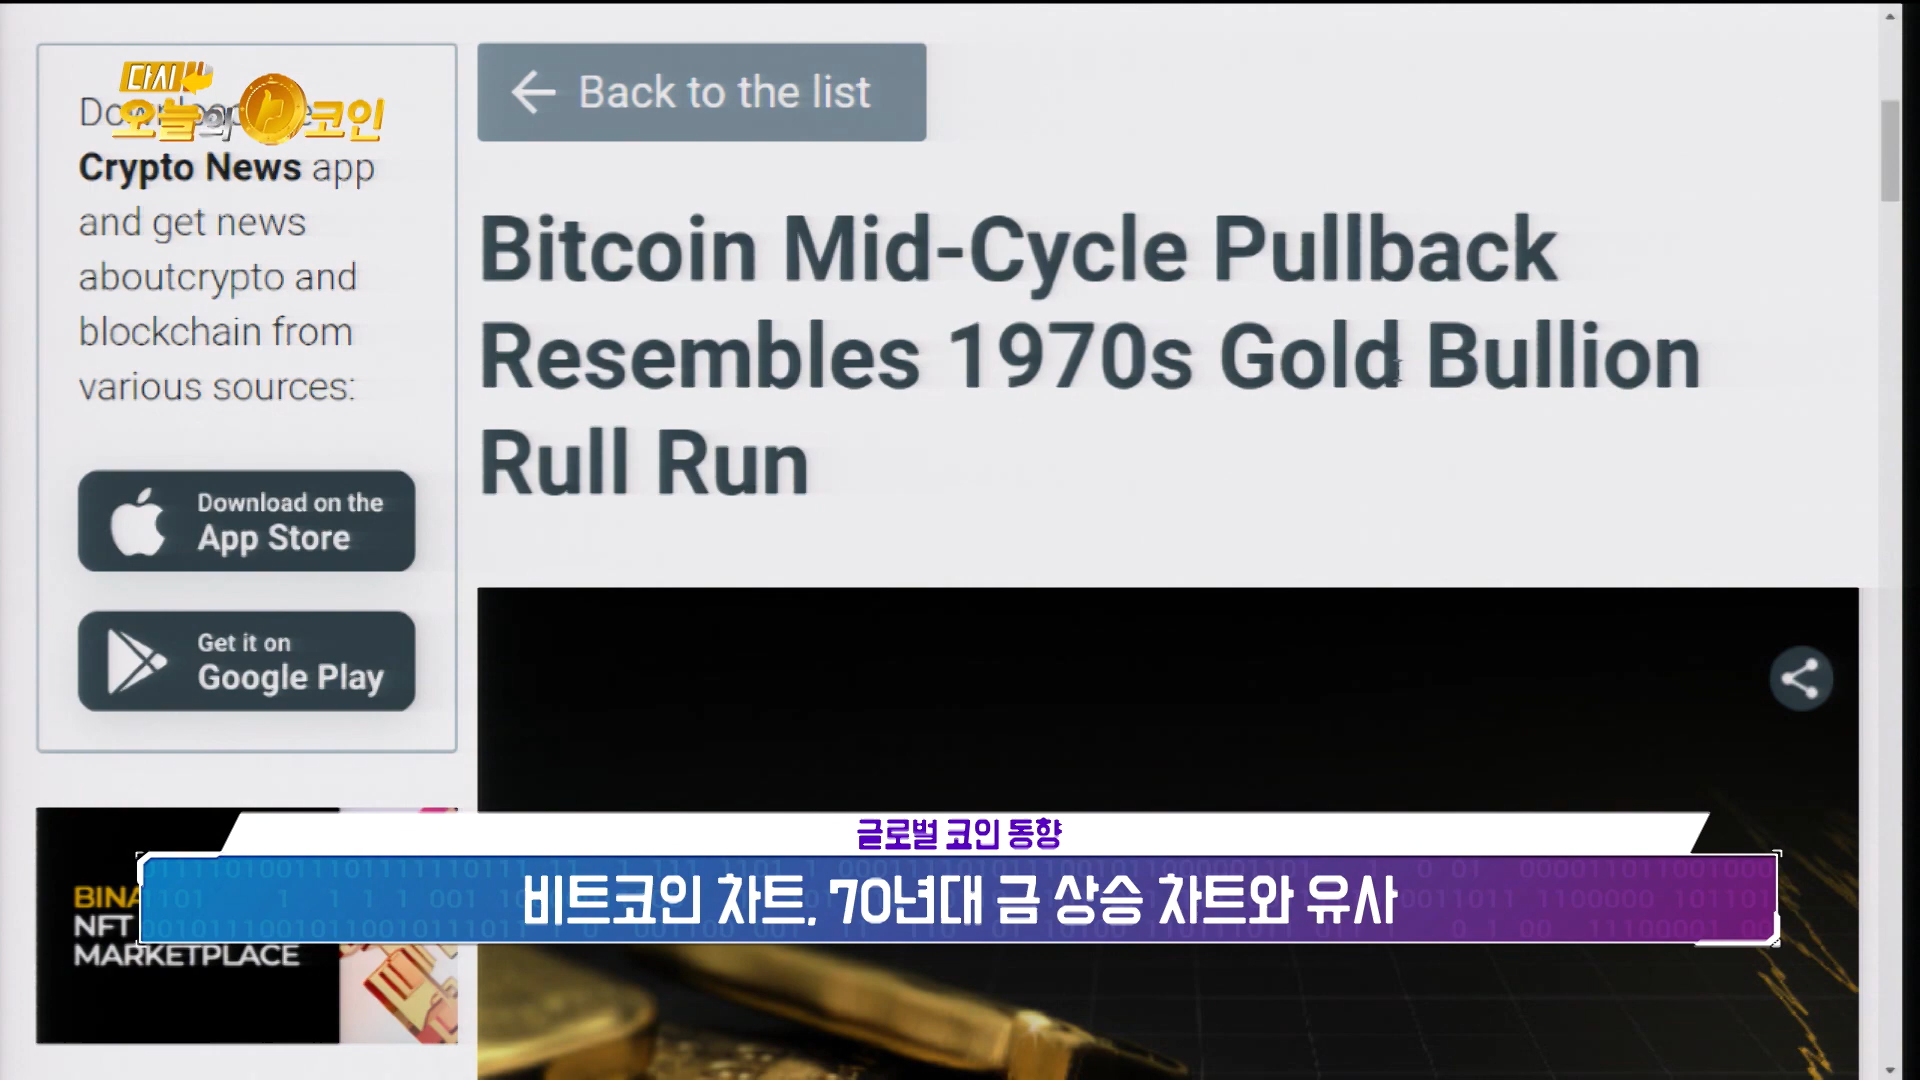 다시
오늘의 코인
Crypto News app
and get news
aboutcrypto and
blockchain from
various sources:
Download on the
App Store
Get it on
Google Play
Back to the list
Bitcoin Mid-Cycle Pullback
Resembles 1970s Gold Bullion
Rull Run
글로벌 코인 동향
비트코인 차트, 70년대 금 상승 차트와 유사
NFT
MARKETPLACE